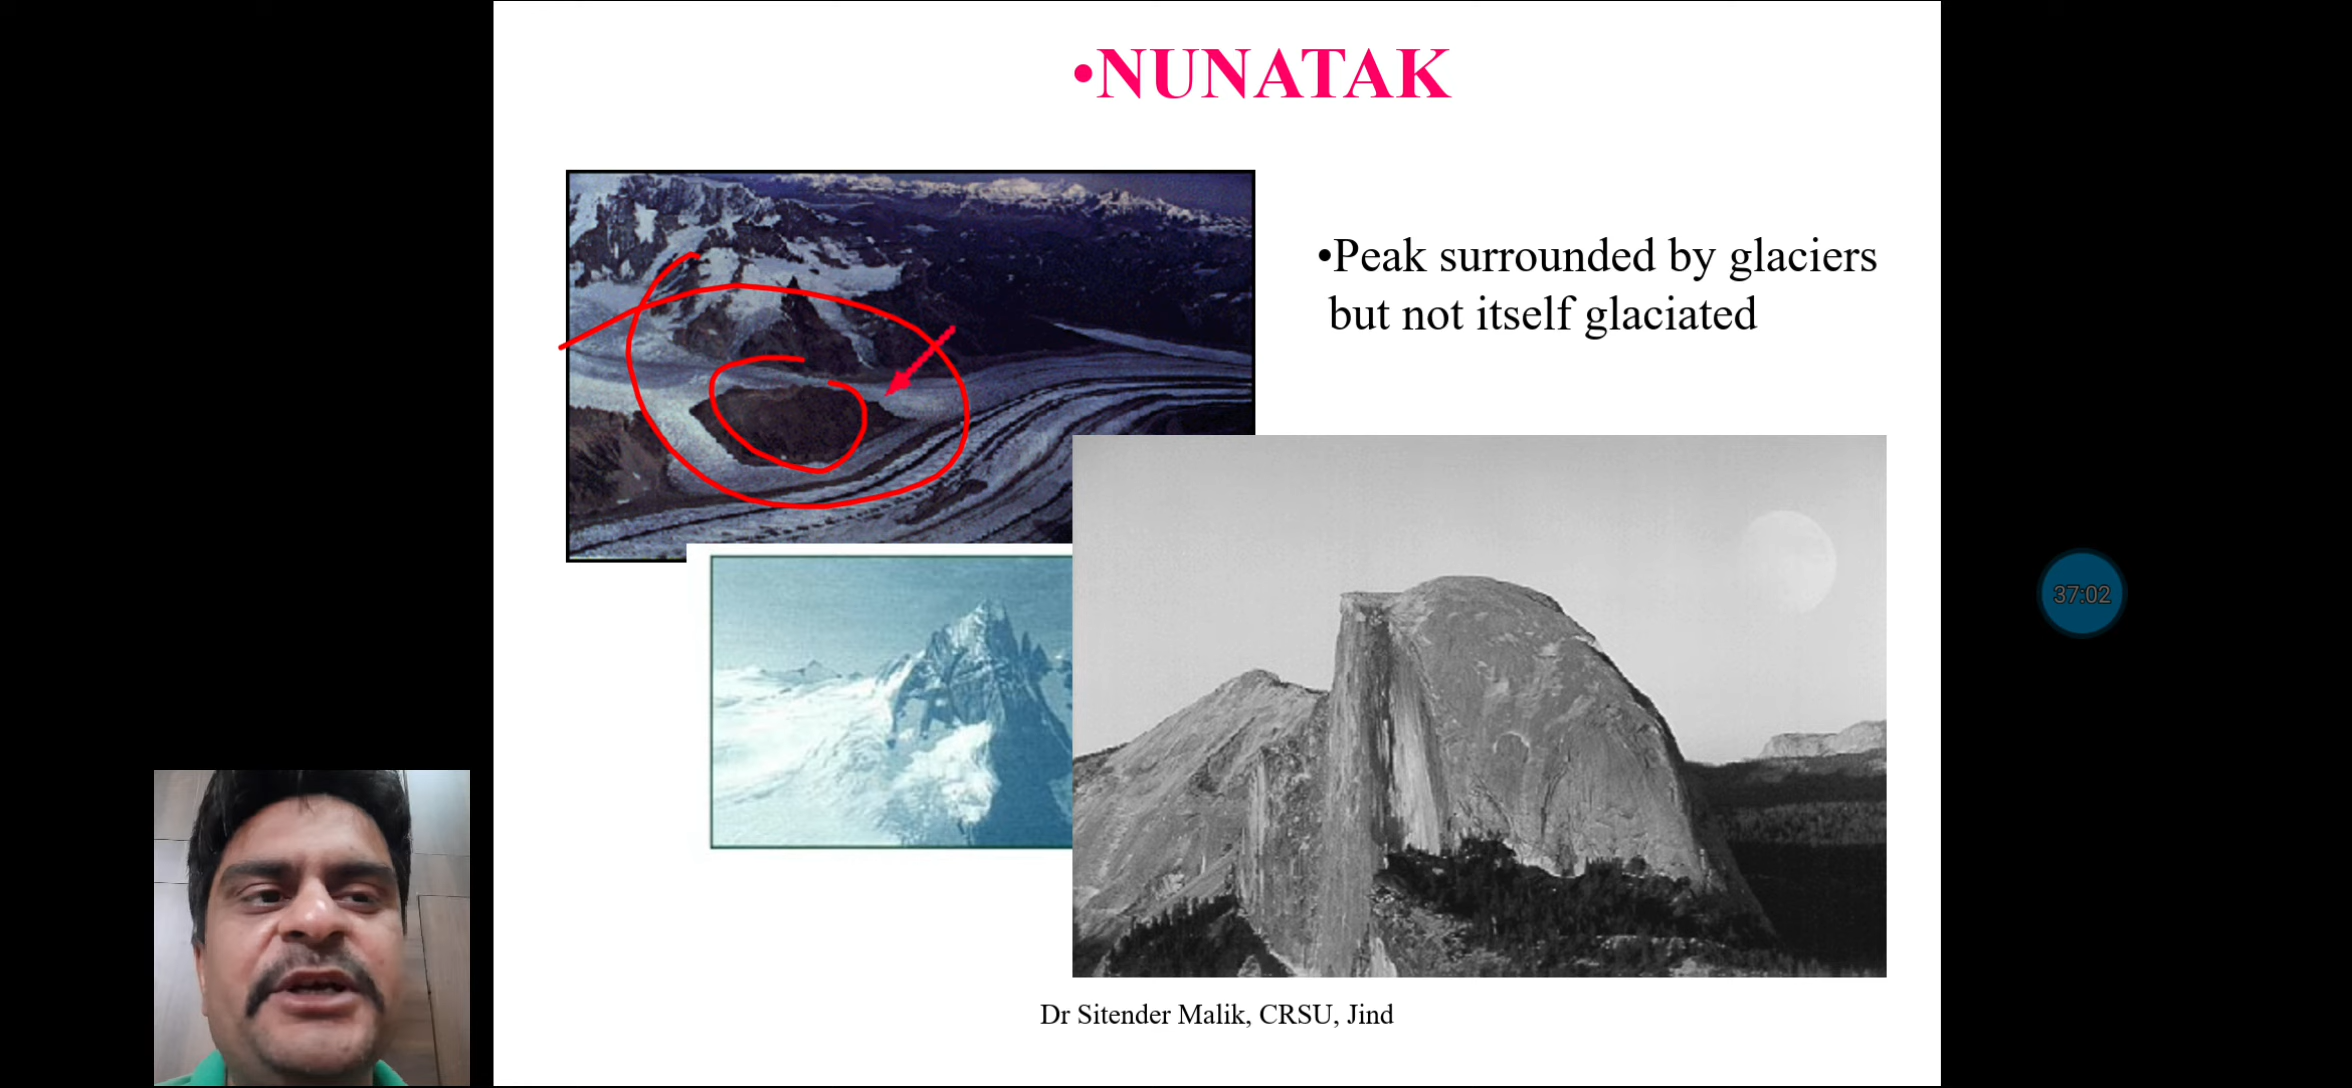 •NUNATAK
•Peak surrounded by glaciers
but not itself glaciated
37:02
Dr Sitender Malik, CRSU, Jind